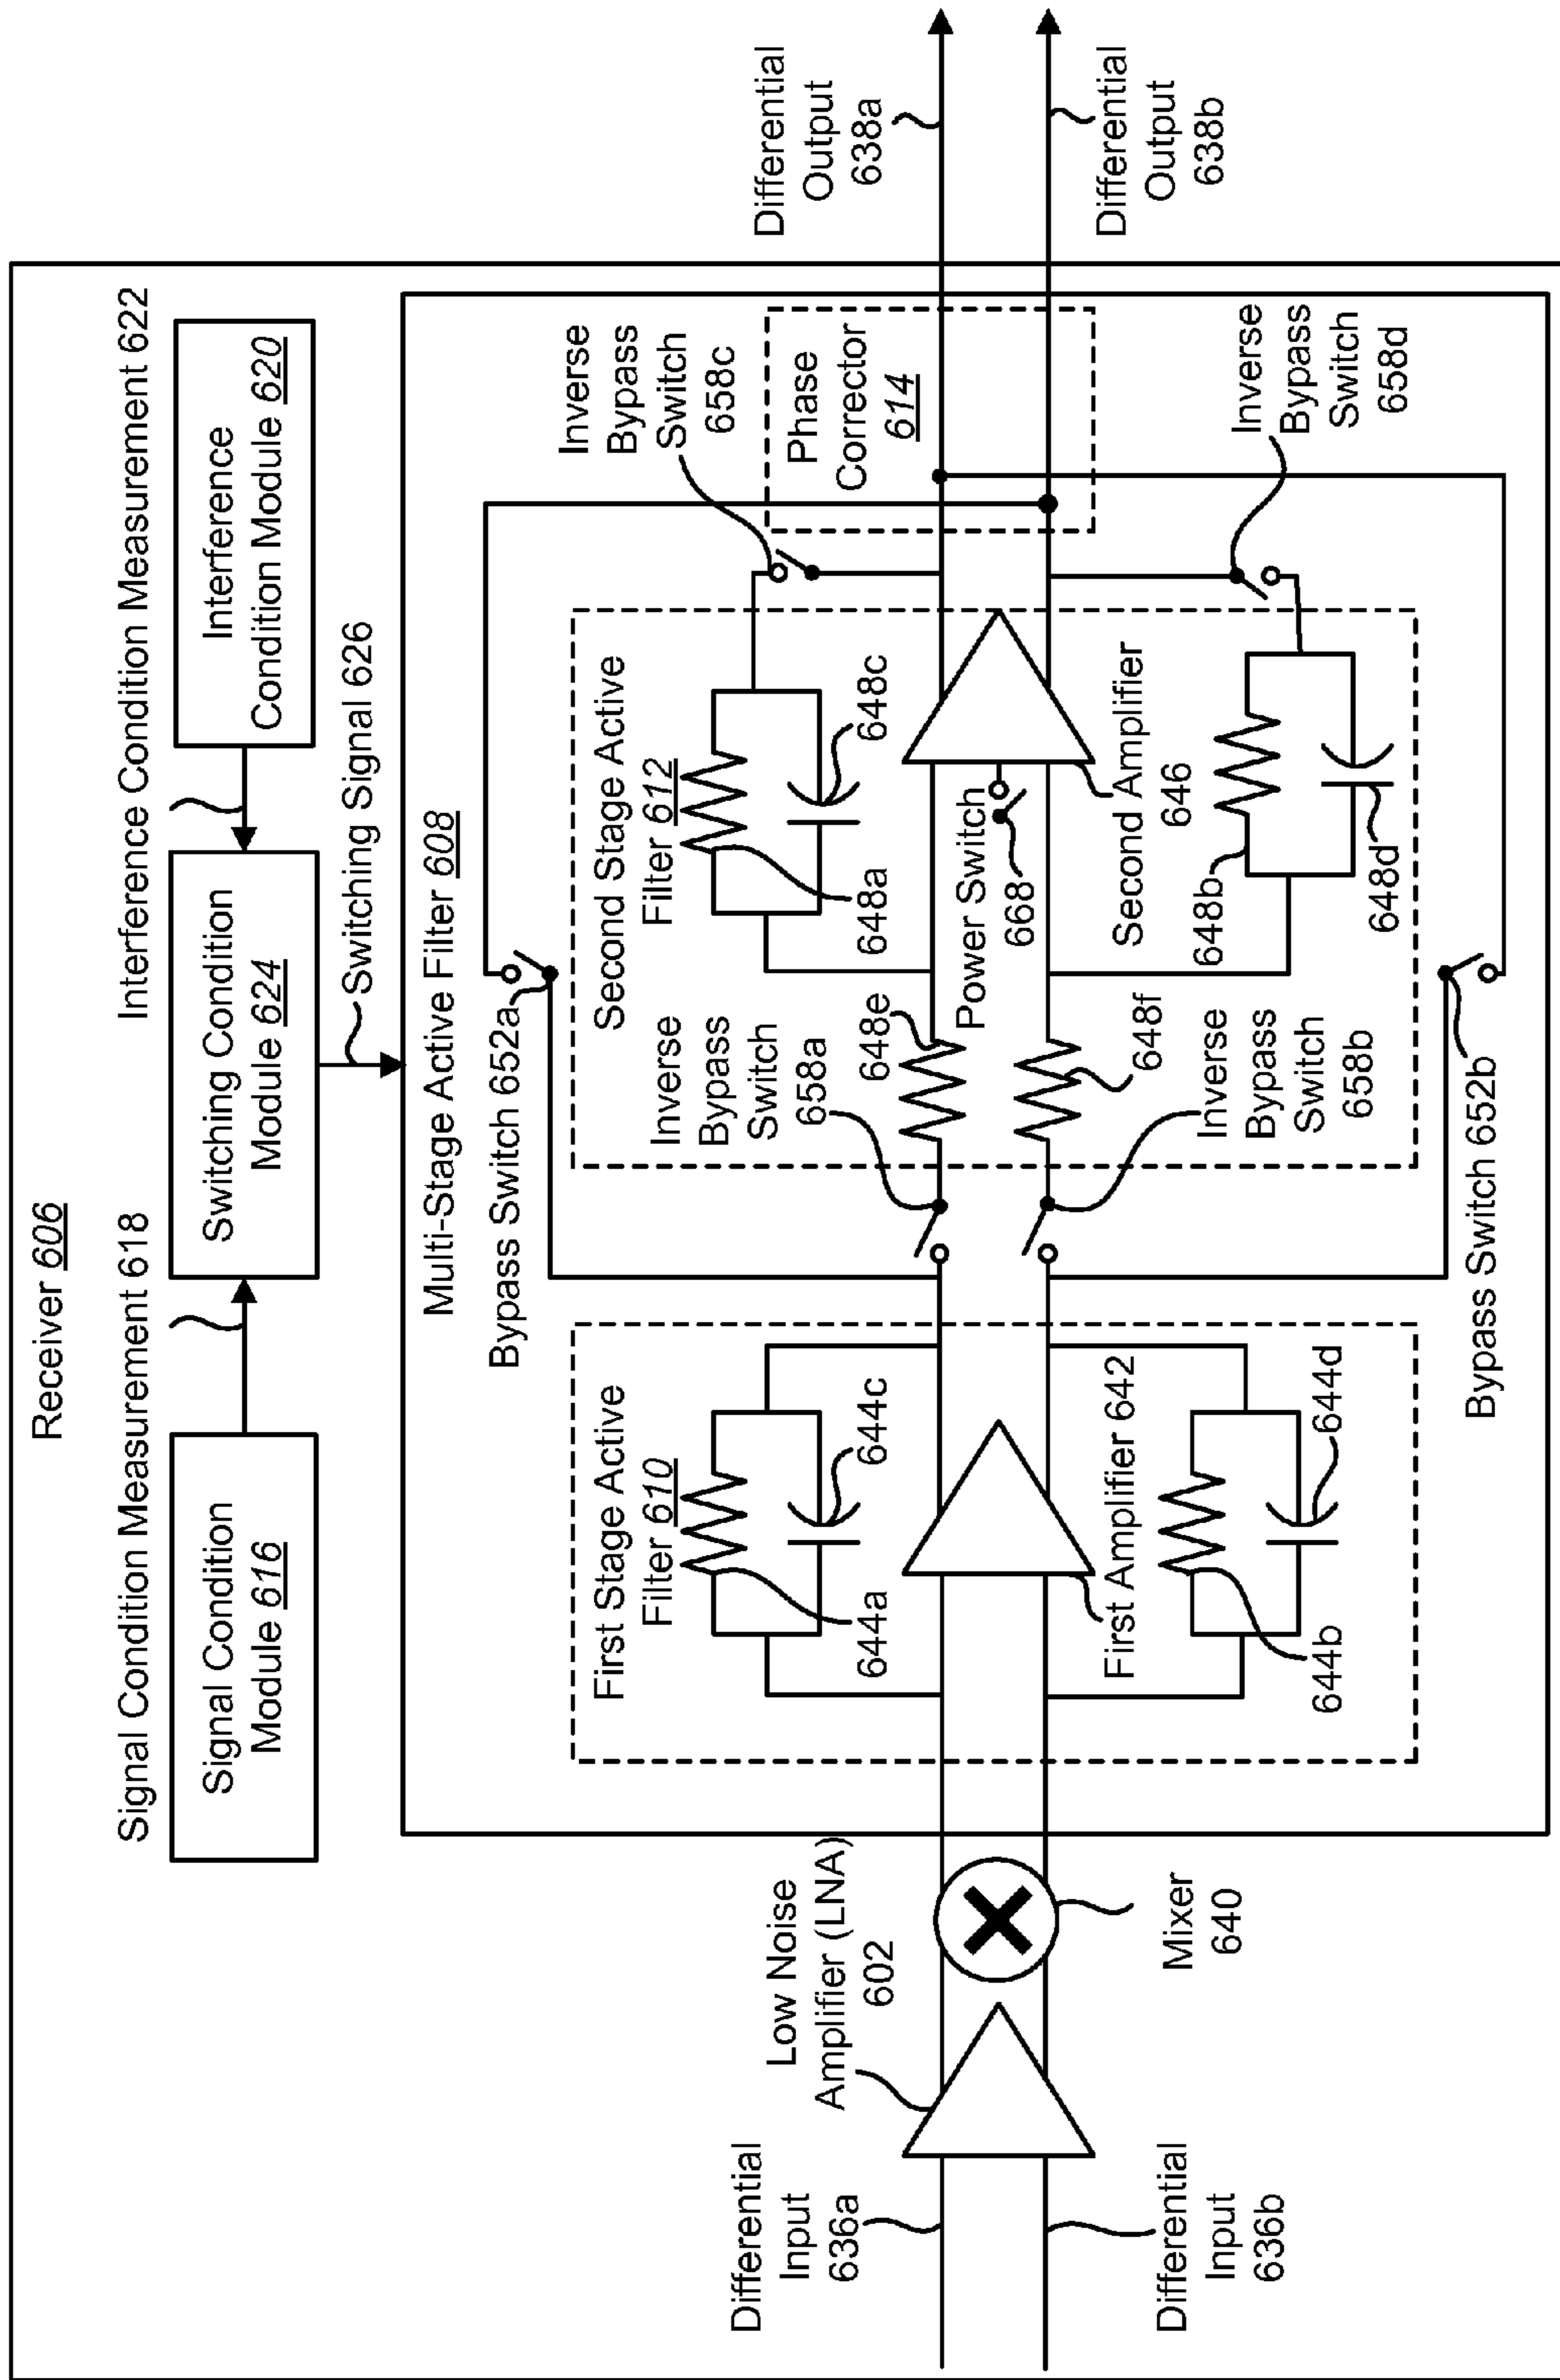 Receiver 606
Signal Condition Measurement 618
Interference Condition Measurement 622
Signal Condition
Module 616
Switching Condition
Module 624
Interference
Condition Module 620
Switching Signal 626
Multi-Stage Active Filter 608
Bypass Switch 652a
First Stage Active
Filter 610
644a
644c
First Amplifier 642
644b
644d
Second Stage Active
Filter 612
648a
648c
Inverse
Bypass
Switch
658a
648e
Power Switch
668
648f
Inverse
Bypass
Switch
658b
Second Amplifier
646
648b
648d
Bypass Switch 652b
Inverse
Bypass
Switch
658c
Phase
Corrector
614
Inverse
Bypass
Switch
658d
Low Noise
Amplifier (LNA)
602
Mixer
640
Differential
Input
636a
Differential
Input
636b
Differential
Output
638a
Differential
Output
638b